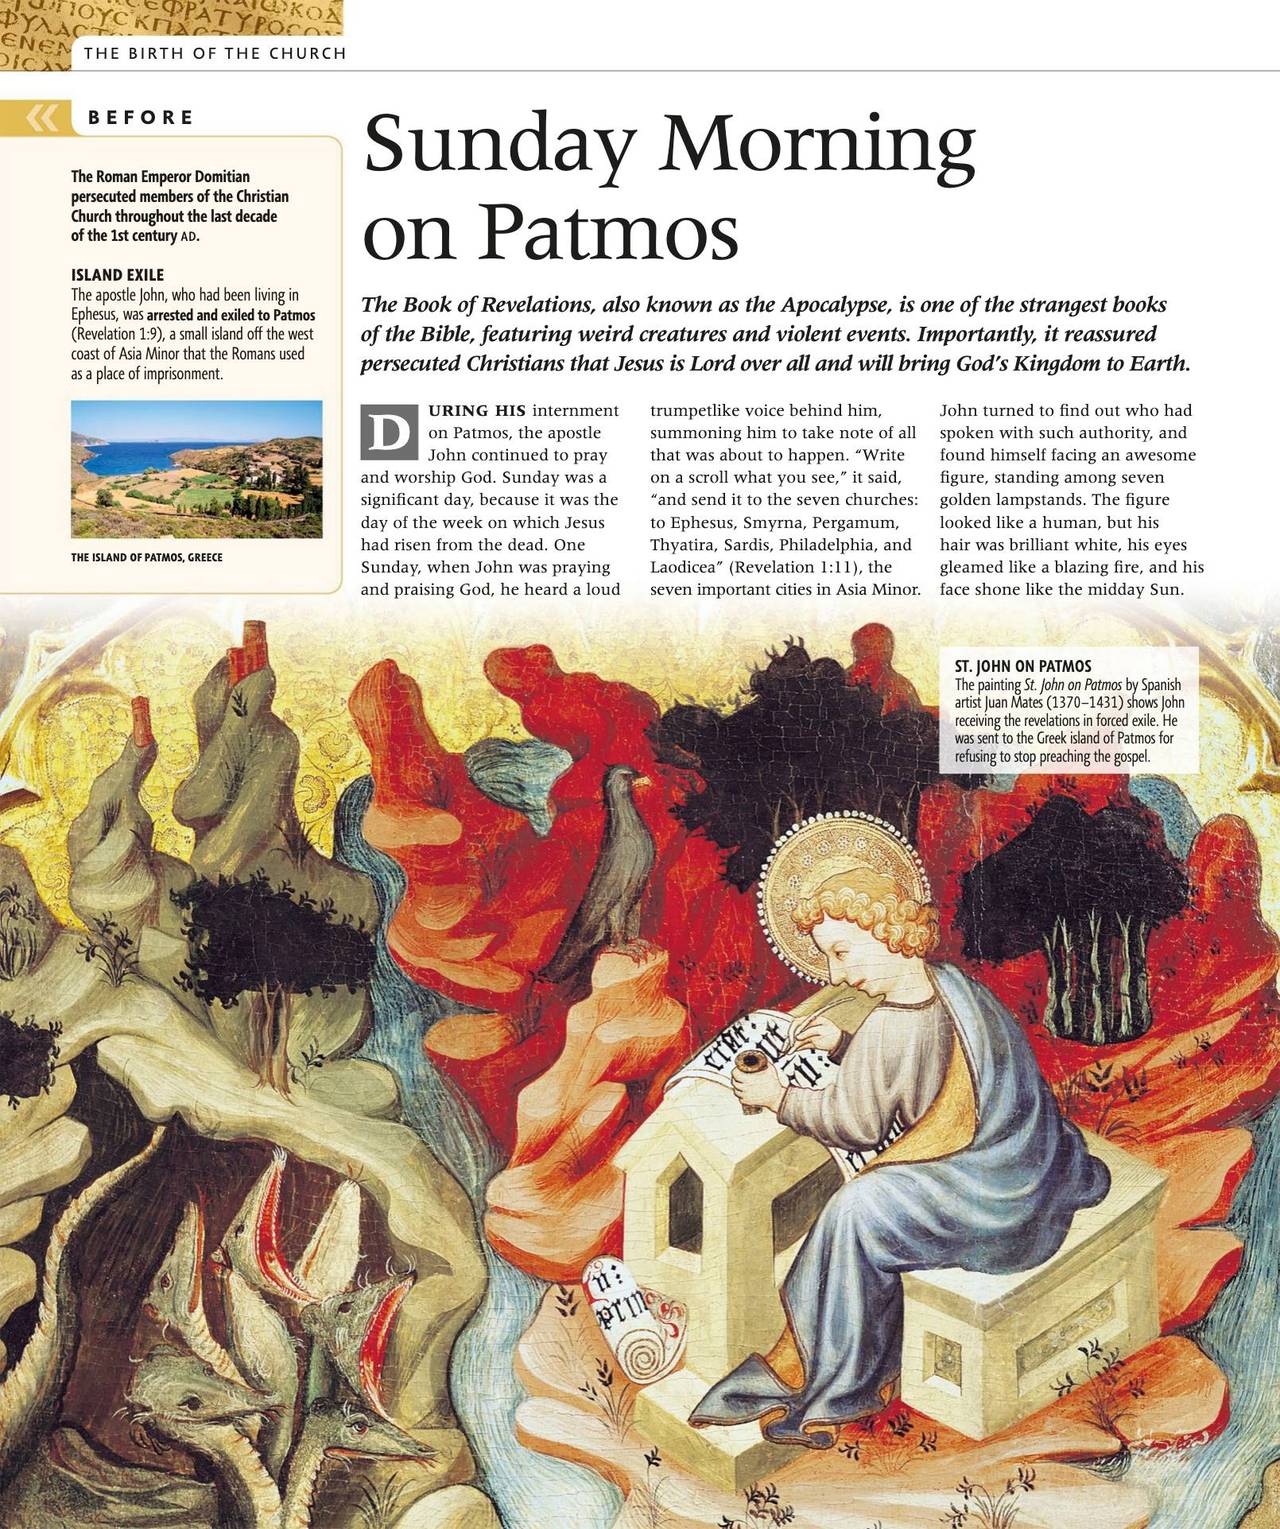 THE BIRTH OF THE CHURCH
BEFORE
The Roman Emperor Domitian
persecuted members of the Christian
Church throughout the last decade
of the 1st century AD.
ISLAND EXILE
The apostle John, who had been living in
Ephesus, was arrested and exiled to Patmos
(Revelation 1:9), a small island off the west
coast of Asia Minor that the Romans used
as a place of imprisonment.
THE ISLAND OF PATMOS, GREECE
Sunday Morning
on Patmos
The Book of Revelations, also known as the Apocalypse, is one of the strangest books
of the Bible, featuring weird creatures and violent events. Importantly, it reassured
persecuted Christians that Jesus is Lord over all and will bring God's Kingdom to Earth.
DURING HIS internment
on Patmos, the apostle
John continued to pray
and worship God. Sunday was a
significant day, because it was the
day of the week on which Jesus
had risen from the dead. One
Sunday, when John was praying
and praising God, he heard a loud
trumpetlike voice behind him,
summoning him to take note of all
that was about to happen. “Write
on a scroll what you see,” it said,
“and send it to the seven churches:
to Ephesus, Smyrna, Pergamum,
Thyatira, Sardis, Philadelphia, and
Laodicea” (Revelation 1:11), the
seven important cities in Asia Minor.
John turned to find out who had
spoken with such authority, and
found himself facing an awesome
figure, standing among seven
golden lampstands. The figure
looked like a human, but his
hair was brilliant white, his eyes
gleamed like a blazing fire, and his
face shone like the midday Sun.
ST. JOHN ON PATMOS
The painting St. John on Patmos by Spanish
artist Juan Mates (1370–1431) shows John
receiving the revelations in forced exile. He
was sent to the Greek island of Patmos for
refusing to stop preaching the gospel.
n:
prin